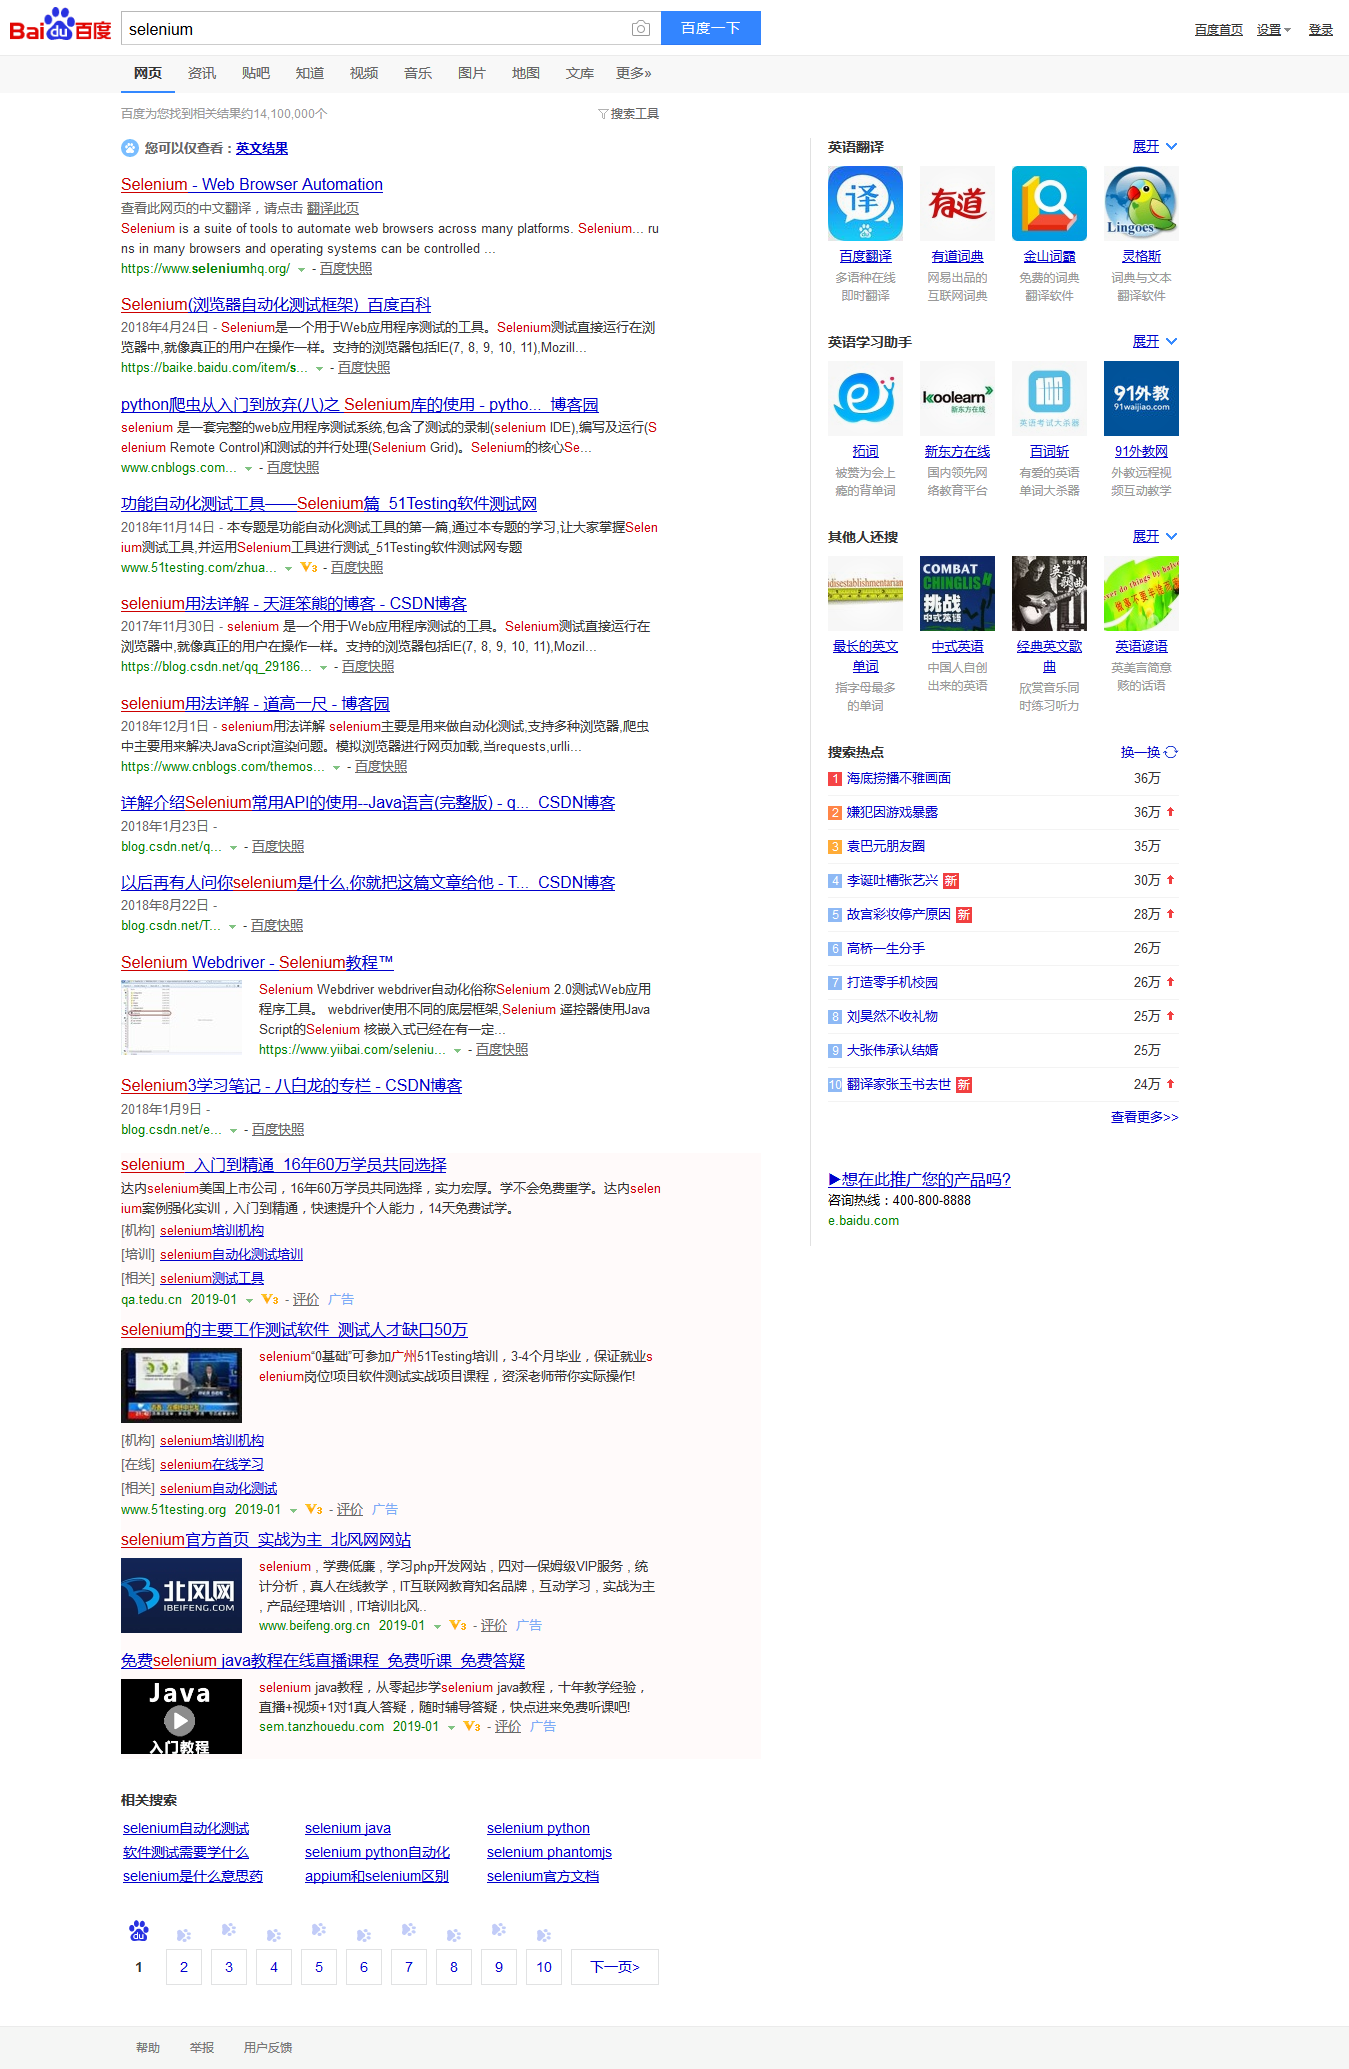 Bai du 百度
selenium
百度一下
百度首页 设置 登录
网页 资讯 贴吧 知道 视频 音乐 图片 地图 文库 更多»
百度为您找到相关结果约14,100,000个
搜索工具
您可以仅查看：英文结果
Selenium - Web Browser Automation
查看此网页的中文翻译，请点击 翻译此页
Selenium is a suite of tools to automate web browsers across many platforms. Selenium... ru
ns in many browsers and operating systems can be controlled ...
https://www.seleniumhq.org/ - 百度快照
Selenium(浏览器自动化测试框架)_百度百科
2018年4月24日 - Selenium是一个用于Web应用程序测试的工具。Selenium测试直接运行在浏
览器中,就像真正的用户在操作一样。支持的浏览器包括IE(7, 8, 9, 10, 11),Mozill...
https://baike.baidu.com/item/s... - 百度快照
python爬虫从入门到放弃(八)之 Selenium库的使用 - pytho..._博客园
selenium 是一套完整的web应用程序测试系统,包含了测试的录制(selenium IDE),编写及运行(S
elenium Remote Control)和测试的并行处理(Selenium Grid)。Selenium的核心Se...
www.cnblogs.com... - 百度快照
功能自动化测试工具——Selenium篇_51Testing软件测试网
2018年11月14日 - 本专题是功能自动化测试工具的第一篇,通过本专题的学习,让大家掌握Selen
ium测试工具,并运用Selenium工具进行测试_51Testing软件测试网专题
www.51testing.com/zhua... V3 - 百度快照
selenium用法详解 - 天涯笨熊的博客 - CSDN博客
2017年11月30日 - selenium 是一个用于Web应用程序测试的工具。Selenium测试直接运行在
浏览器中,就像真正的用户在操作一样。支持的浏览器包括IE(7, 8, 9, 10, 11),Mozil...
https://blog.csdn.net/qq_29186... - 百度快照
selenium用法详解 - 道高一尺 - 博客园
2018年12月1日 - selenium用法详解 selenium主要是用来做自动化测试,支持多种浏览器,爬虫
中主要用来解决JavaScript渲染问题。模拟浏览器进行网页加载,当requests,urlli...
https://www.cnblogs.com/themos... - 百度快照
详解介绍Selenium常用API的使用--Java语言(完整版) - q..._CSDN博客
2018年1月23日 -
blog.csdn.net/q... - 百度快照
以后再有人问你selenium是什么,你就把这篇文章给他 - T..._CSDN博客
2018年8月22日 -
blog.csdn.net/T... - 百度快照
Selenium Webdriver - Selenium教程™
Selenium Webdriver webdriver自动化俗称Selenium 2.0测试Web应用
程序工具。 webdriver使用不同的底层框架,Selenium 遥控器使用Java
Script的Selenium 核嵌入式已经在有一定...
https://www.yiibai.com/seleniu... - 百度快照
Selenium3学习笔记 - 八白龙的专栏 - CSDN博客
2018年1月9日 -
blog.csdn.net/e... - 百度快照
selenium_入门到精通_16年60万学员共同选择
达内selenium美国上市公司，16年60万学员共同选择，实力宏厚。学不会免费重学。达内selen
ium案例强化实训，入门到精通，快速提升个人能力，14天免费试学。
[机构] selenium培训机构
[培训] selenium自动化测试培训
[相关] selenium测试工具
qa.tedu.cn 2019-01 V3 - 评价 广告
selenium的主要工作测试软件_测试人才缺口50万
selenium“0基础”可参加广州51Testing培训，3-4个月毕业，保证就业s
elenium岗位!项目软件测试实战项目课程，资深老师带你实际操作!
[机构] selenium培训机构
[在线] selenium在线学习
[相关] selenium自动化测试
www.51testing.org 2019-01 V3 - 评价 广告
selenium官方首页_实战为主_北风网网站
北风网
IBEIFENG.COM
selenium , 学费低廉 , 学习php开发网站 , 四对一保姆级VIP服务 , 统
计分析 , 真人在线教学 , IT互联网教育知名品牌 , 互动学习 , 实战为主
, 产品经理培训 , IT培训北风..
www.beifeng.org.cn 2019-01 V3 - 评价 广告
免费selenium java教程在线直播课程_免费听课_免费答疑
Java
入门教程
selenium java教程，从零起步学selenium java教程，十年教学经验，
直播+视频+1对1真人答疑，随时辅导答疑，快点进来免费听课吧!
sem.tanzhouedu.com 2019-01 V3 - 评价 广告
英语翻译 展开
译 有道 Lingoes
百度翻译 有道词典 金山词霸 灵格斯
多语种在线 网易出品的 免费的词典 词典与文本
即时翻译 互联网词典 翻译软件 翻译软件
英语学习助手 展开
koolearn 新东方在线
英语考试大杀器
91外教 91waijiao.com
拓词 新东方在线 百词斩 91外教网
被赞为会上 国内领先网 有爱的英语 外教远程视
瘾的背单词 络教育平台 单词大杀器 频互动教学
其他人还搜 展开
idisestablishmentarian
COMBAT
CHINGLISH
挑战
中式英语
英文歌曲
最长的英文 中式英语 经典英文歌 英语谚语
单词 曲
指字母最多 中国人自创 欣赏音乐同 英美言简意
的单词 出来的英语 时练习听力 赅的话语
搜索热点 换一换
1 海底捞播不雅画面 36万
2 嫌犯因游戏暴露 36万
3 袁巴元朋友圈 35万
4 李诞吐槽张艺兴 新 30万
5 故宫彩妆停产原因 新 28万
6 高桥一生分手 26万
7 打造零手机校园 26万
8 刘昊然不收礼物 25万
9 大张伟承认结婚 25万
10 翻译家张玉书去世 新 24万
查看更多>>
▶想在此推广您的产品吗?
咨询热线：400-800-8888
e.baidu.com
相关搜索
selenium自动化测试 selenium java selenium python
软件测试需要学什么 selenium python自动化 selenium phantomjs
selenium是什么意思药 appium和selenium区别 selenium官方文档
du
1 2 3 4 5 6 7 8 9 10 下一页>
帮助 举报 用户反馈